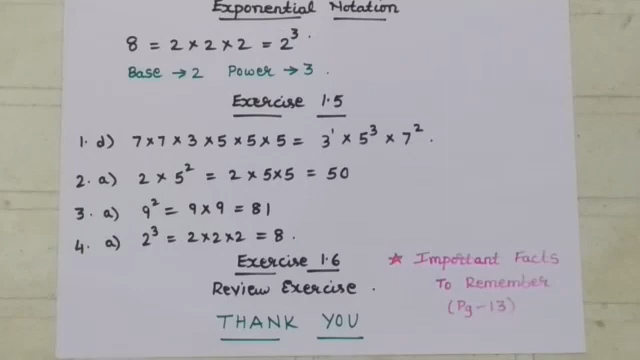 Exponential Notation
8 = 2 × 2 × 2 = 2³.
Base → 2 Power → 3 .
Exercise 1.5
1. d) 7 × 7 × 3 × 5 × 5 × 5 = 3¹ × 5³ × 7² .
2. a) 2 × 5² = 2 × 5 × 5 = 50
3. a) 9² = 9 × 9 = 81
4. a) 2³ = 2 × 2 × 2 = 8 .
Exercise 1.6
Review Exercise .
THANK YOU
★ Important Facts
To Remember
(Pg - 13)